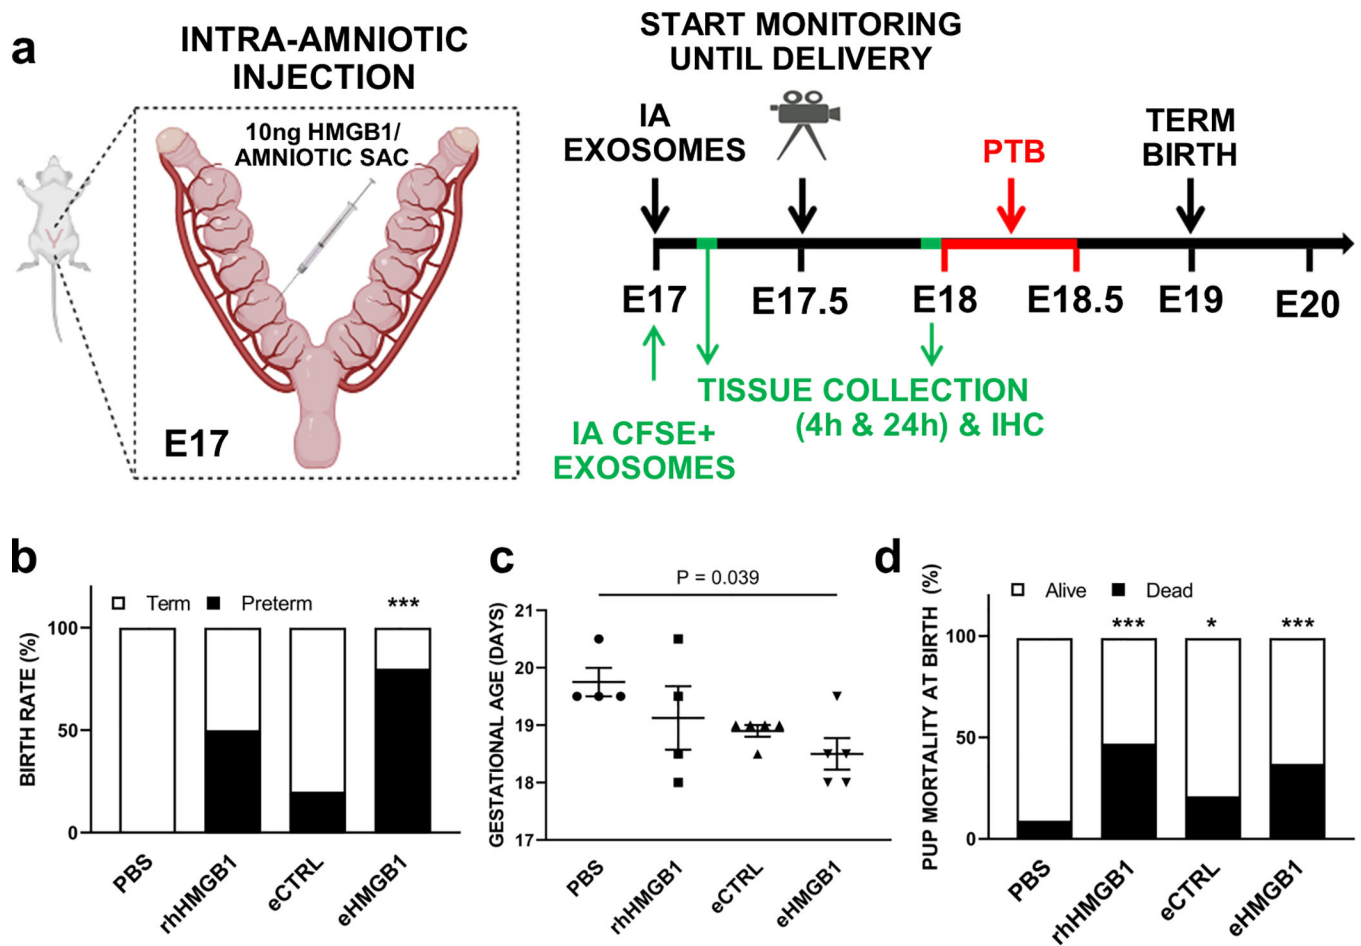 a
INTRA-AMNIOTIC
INJECTION
10ng HMGB1/
AMNIOTIC SAC
E17
START MONITORING
UNTIL DELIVERY
IA
EXOSOMES
PTB
TERM
BIRTH
E17
E17.5
E18
E18.5
E19
E20
TISSUE COLLECTION
(4h & 24h) & IHC
IA CFSE+
EXOSOMES
b
Term
Preterm
***
BIRTH RATE (%)
100
50
0
PBS
rhHMGB1
eCTRL
eHMGB1
c
P = 0.039
GESTATIONAL AGE (DAYS)
21
20
19
18
17
PBS
rhHMGB1
eCTRL
eHMGB1
d
Alive
Dead
***
*
***
PUP MORTALITY AT BIRTH (%)
100
50
0
PBS
rhHMGB1
eCTRL
eHMGB1